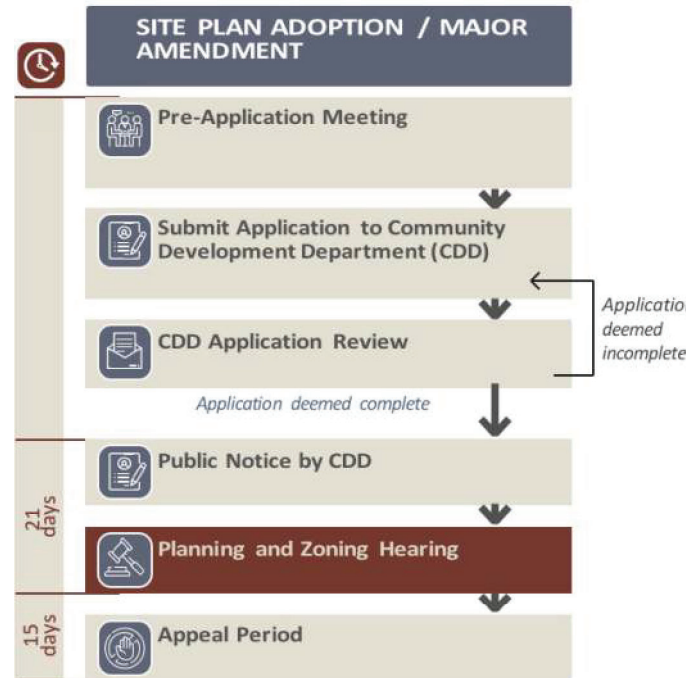 SITE PLAN ADOPTION / MAJOR
AMENDMENT
Pre-Application Meeting
Submit Application to Community
Development Department (CDD)
Application
deemed
incomplete
CDD Application Review
Application deemed complete
Public Notice by CDD
21
days
Planning and Zoning Hearing
15
days
Appeal Period